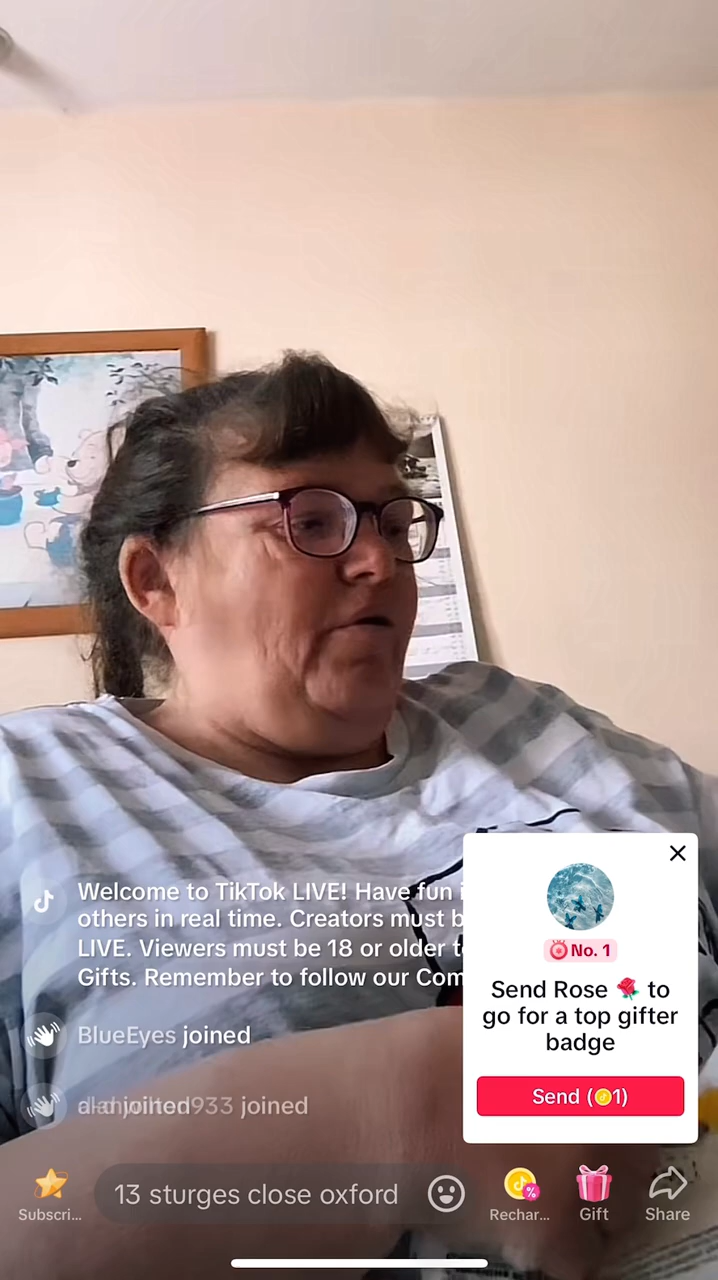 Welcome to TikTok LIVE! Have fun i
others in real time. Creators must b
LIVE. Viewers must be 18 or older t
Gifts. Remember to follow our Com
BlueEyes joined
joined
No. 1
Send Rose 🌹 to
go for a top gifter
badge
Send (1)
Subscri...
13 sturges close oxford
Rechar...
Gift
Share